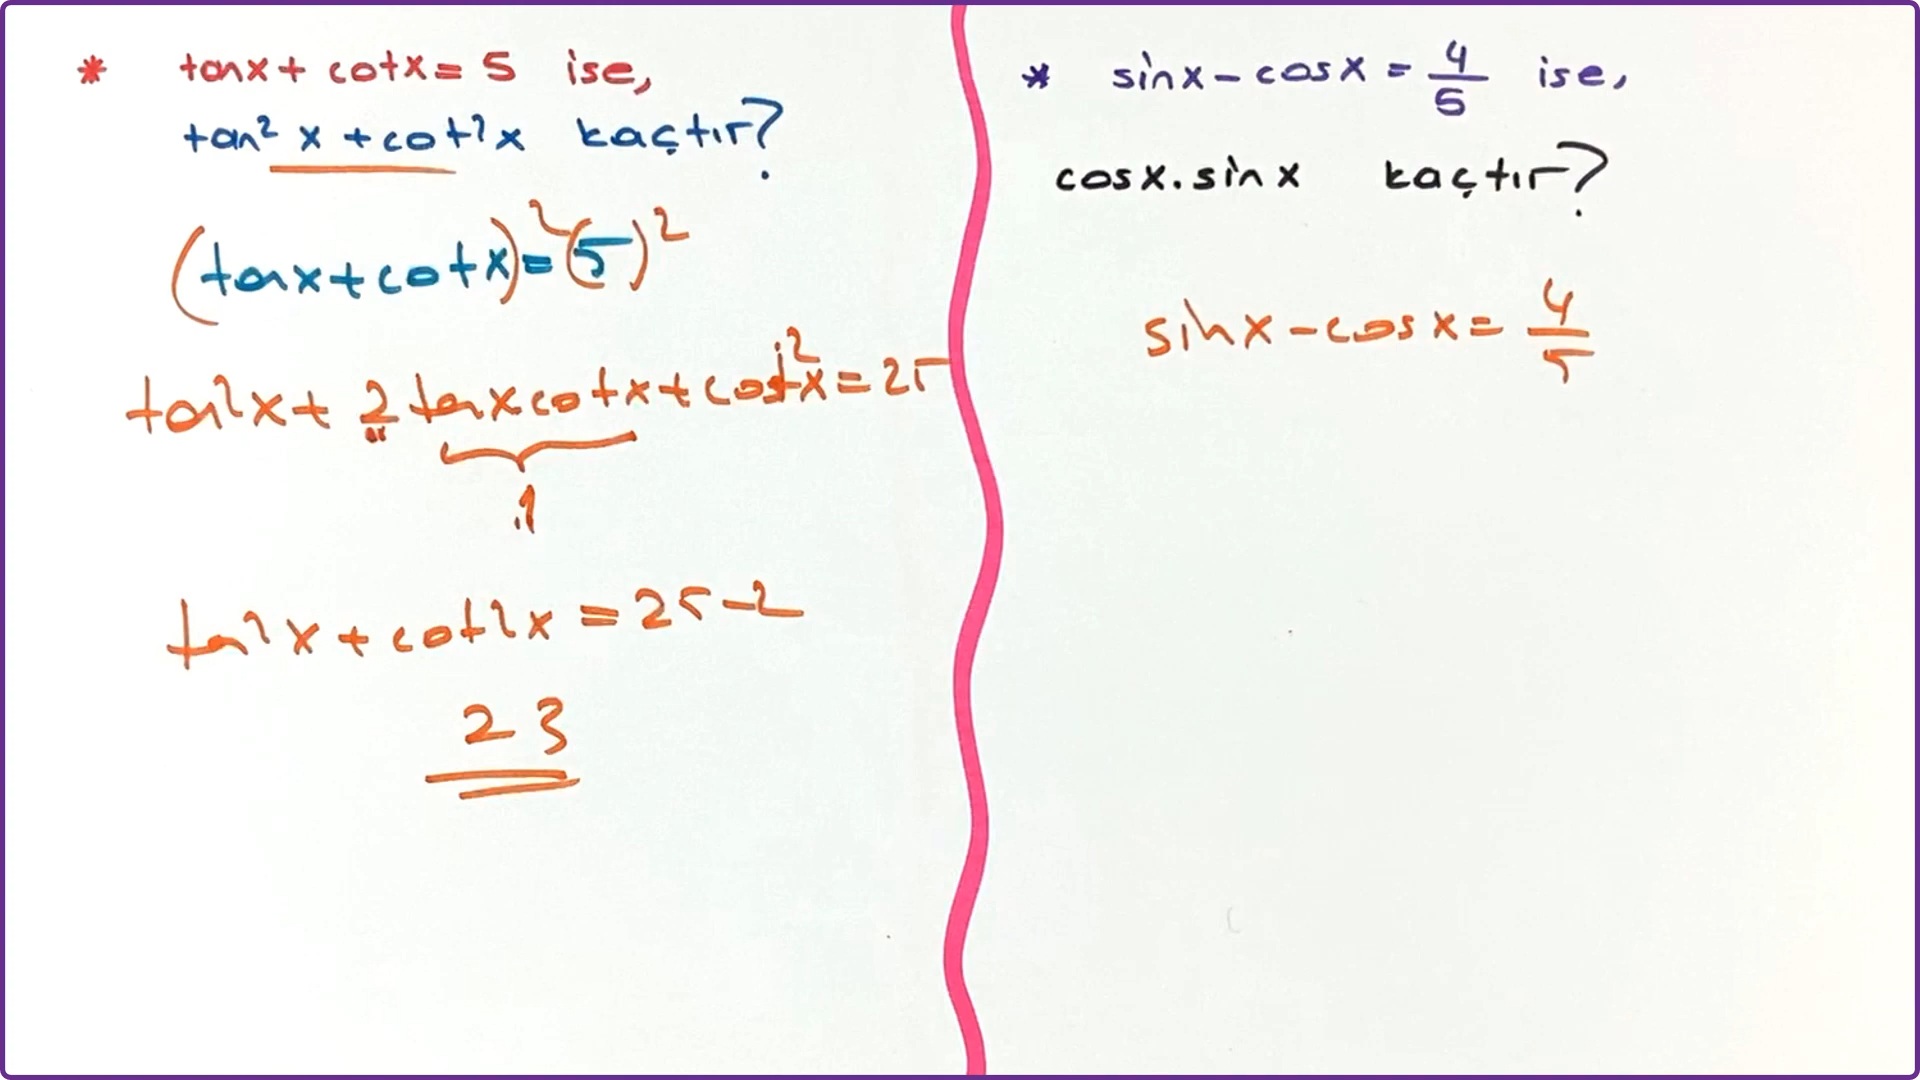 * tanx + cotx = 5 ise,
tan² x + cot² x kaçtır?
(tanx + cotx)² = (5)²
tan²x + 2 tanx cotx + cot²x = 25
1
tan²x + cot²x = 25 - 2
23
* sinx - cosx = 4/5 ise,
cosx . sinx kaçtır?
sinx - cosx = 4/5